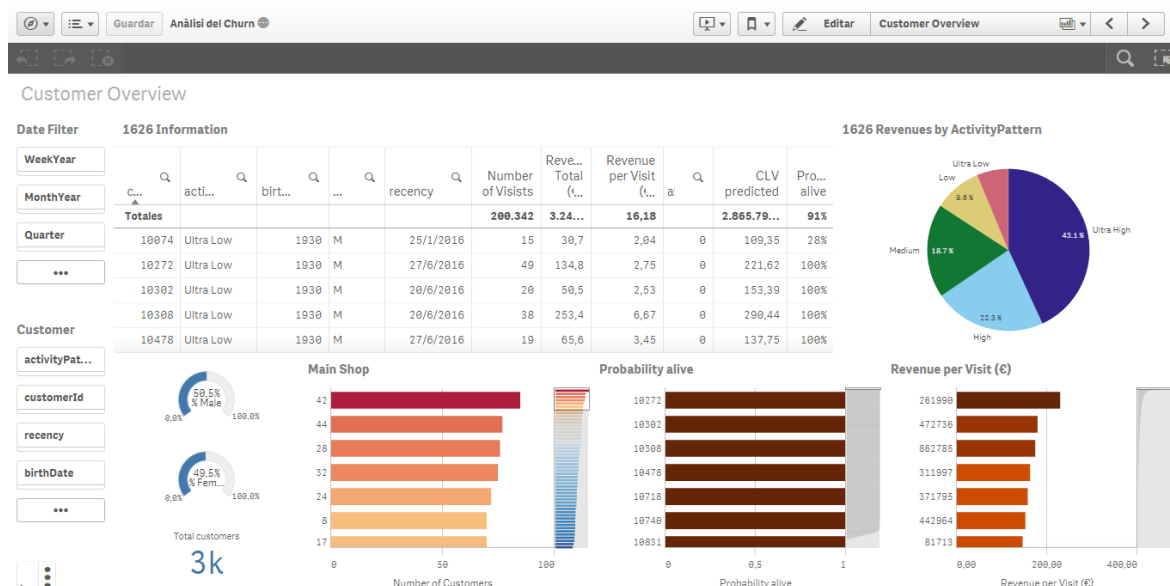 Guardar Anàlisi del Churn Editar Customer Overview
Customer Overview
Date Filter
WeekYear
MonthYear
Quarter
•••
Customer
activityPat...
customerId
recency
birthDate
•••
1626 Information
c... acti... birt... ... recency Number of Visists Reve... Total (... Revenue per Visit (... al CLV predicted Pro... alive
Totales 200.342 3.24... 16,18 2.865.79... 91%
10074 Ultra Low 1930 M 25/1/2016 15 30,7 2,04 0 109,35 28%
10272 Ultra Low 1930 M 27/6/2016 49 134,8 2,75 0 221,62 100%
10302 Ultra Low 1930 M 20/6/2016 20 50,5 2,53 0 153,39 100%
10308 Ultra Low 1930 M 20/6/2016 38 253,4 6,67 0 290,44 100%
10478 Ultra Low 1930 M 27/6/2016 19 65,6 3,45 0 137,75 100%
1626 Revenues by ActivityPattern
Ultra Low
Low
9.6%
Medium
18.7%
43.1%
Ultra High
22.3%
High
50,5%
% Male
0,0% 100,0%
49,5%
% Fem...
0,0% 100,0%
Total customers
3k
Main Shop
42
44
28
32
24
8
17
0 50 100
Number of Customers
Probability alive
10272
10302
10308
10478
10718
10740
10831
0 0,5 1
Probability alive
Revenue per Visit (€)
261990
472736
862785
311997
371795
442964
81713
0,00 200,00 400,00
Revenue per Visit (€)